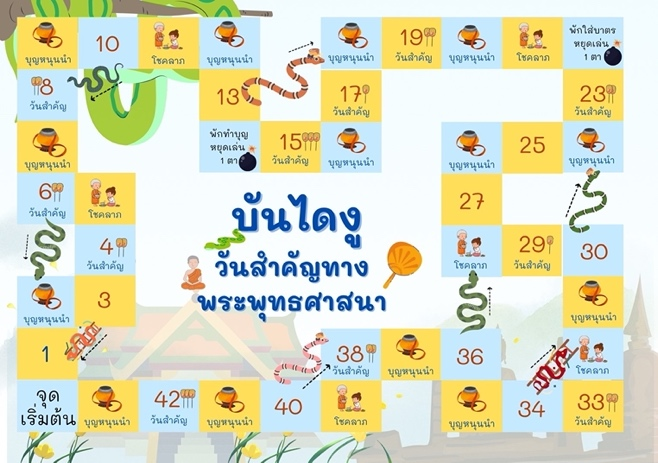 บุญหนุนนำ
10
โชคลาภ
บุญหนุนนำ
บุญหนุนนำ
19
วันสำคัญ
บุญหนุนนำ
โชคลาภ
พักใส่บาตร
หยุดเล่น
1 ตา
8
วันสำคัญ
13
17
วันสำคัญ
23
วันสำคัญ
บุญหนุนนำ
พักทำบุญ
หยุดเล่น
1 ตา
15
วันสำคัญ
บุญหนุนนำ
บุญหนุนนำ
25
บุญหนุนนำ
6
วันสำคัญ
โชคลาภ
27
บันไดงู
วันสำคัญทาง
พระพุทธศาสนา
4
วันสำคัญ
โชคลาภ
29
วันสำคัญ
30
บุญหนุนนำ
3
บุญหนุนนำ
1
38
วันสำคัญ
บุญหนุนนำ
36
โชคลาภ
จุด
เริ่มต้น
บุญหนุนนำ
42
วันสำคัญ
บุญหนุนนำ
40
โชคลาภ
บุญหนุนนำ
34
33
วันสำคัญ